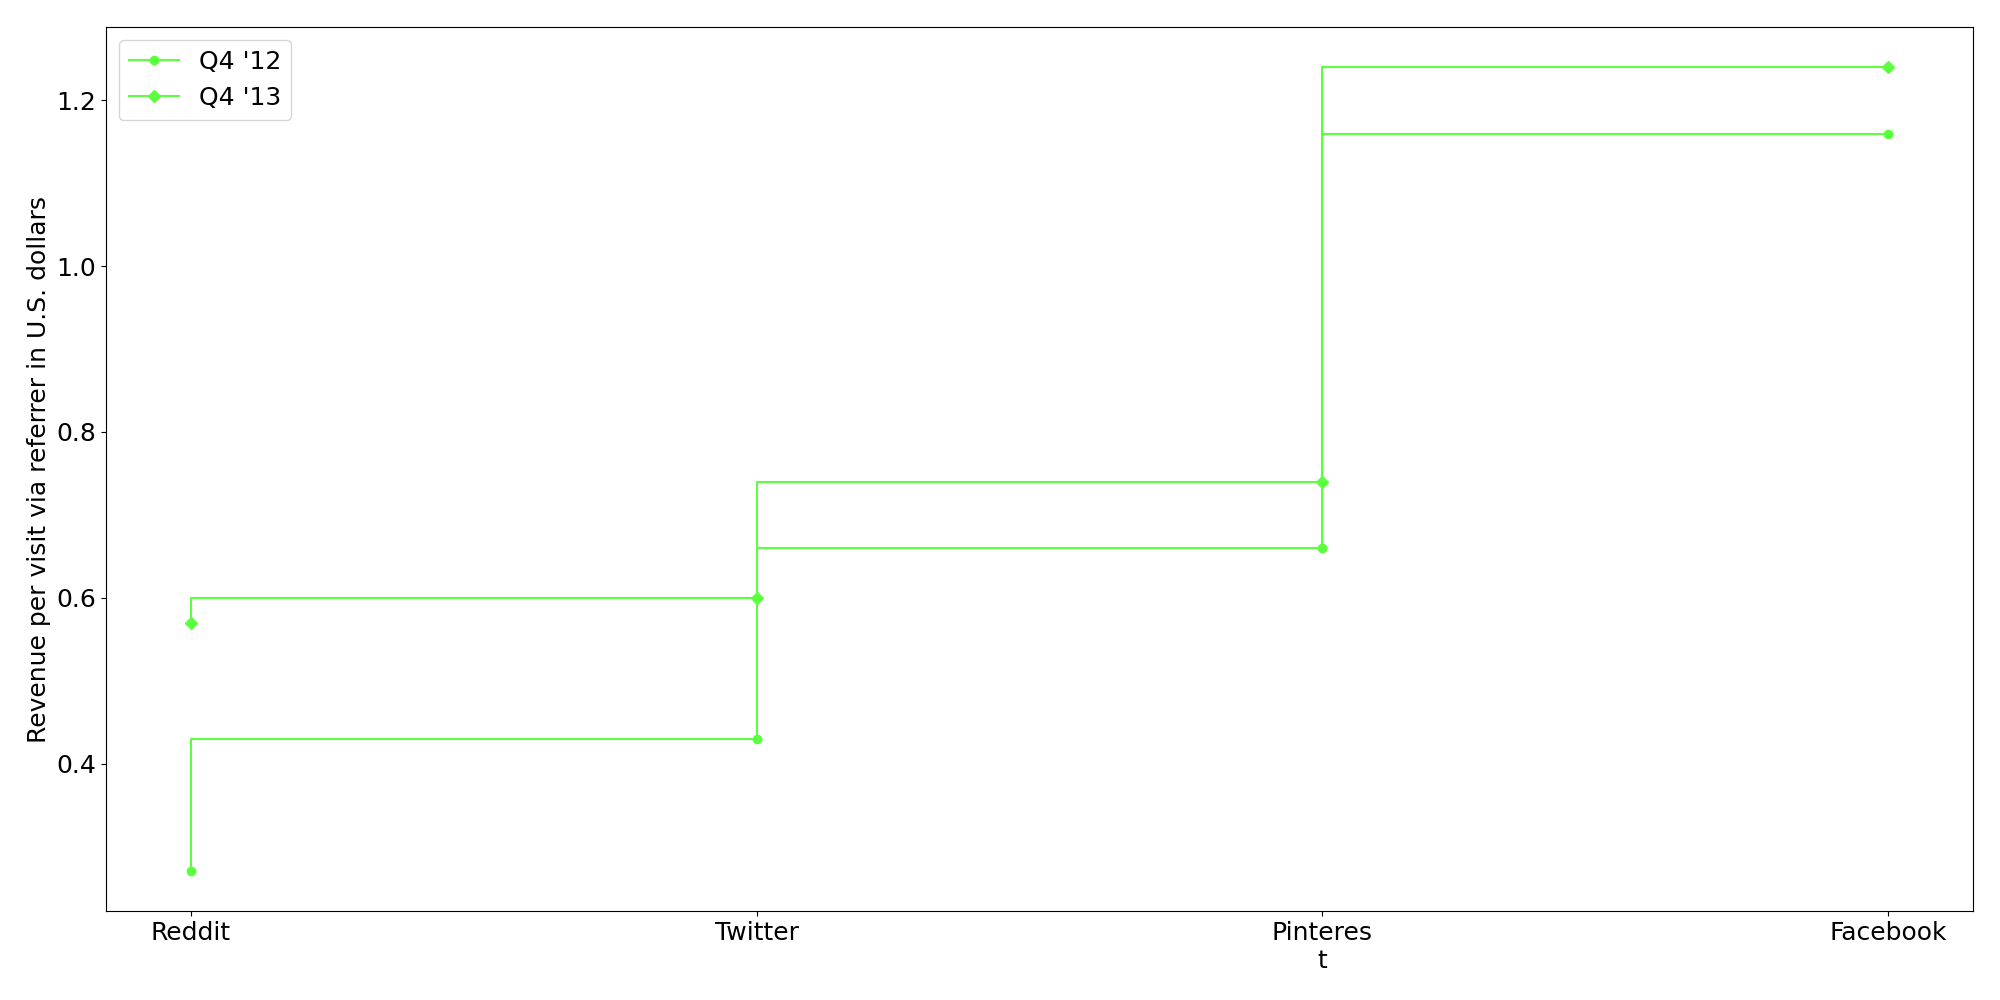 Q4 '12
Q4 '13
Revenue per visit via referrer in U.S. dollars
1.2
1.0
0.8
0.6
0.4
Reddit
Twitter
Pinteres
t
Facebook